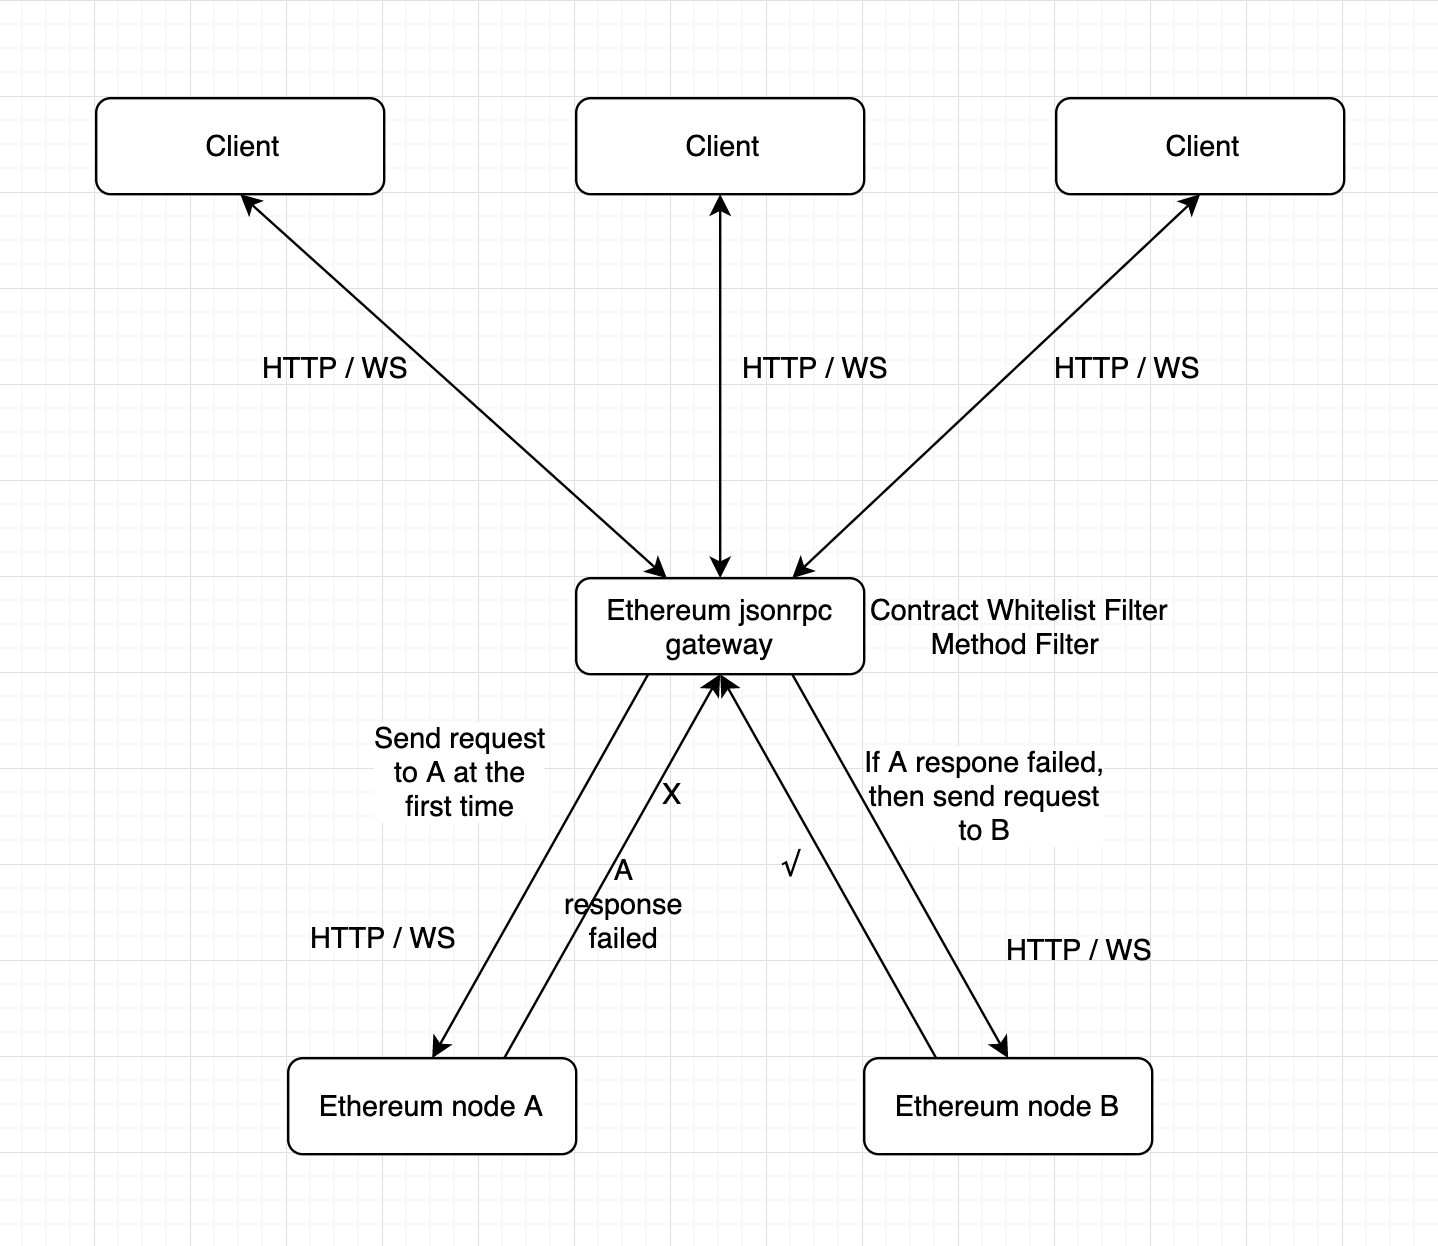 Client
Client
Client
HTTP / WS
HTTP / WS
HTTP / WS
Ethereum jsonrpc
gateway
Contract Whitelist Filter
Method Filter
Send request
to A at the
first time
X
If A respone failed,
then send request
to B
√
A
response
failed
HTTP / WS
HTTP / WS
Ethereum node A
Ethereum node B